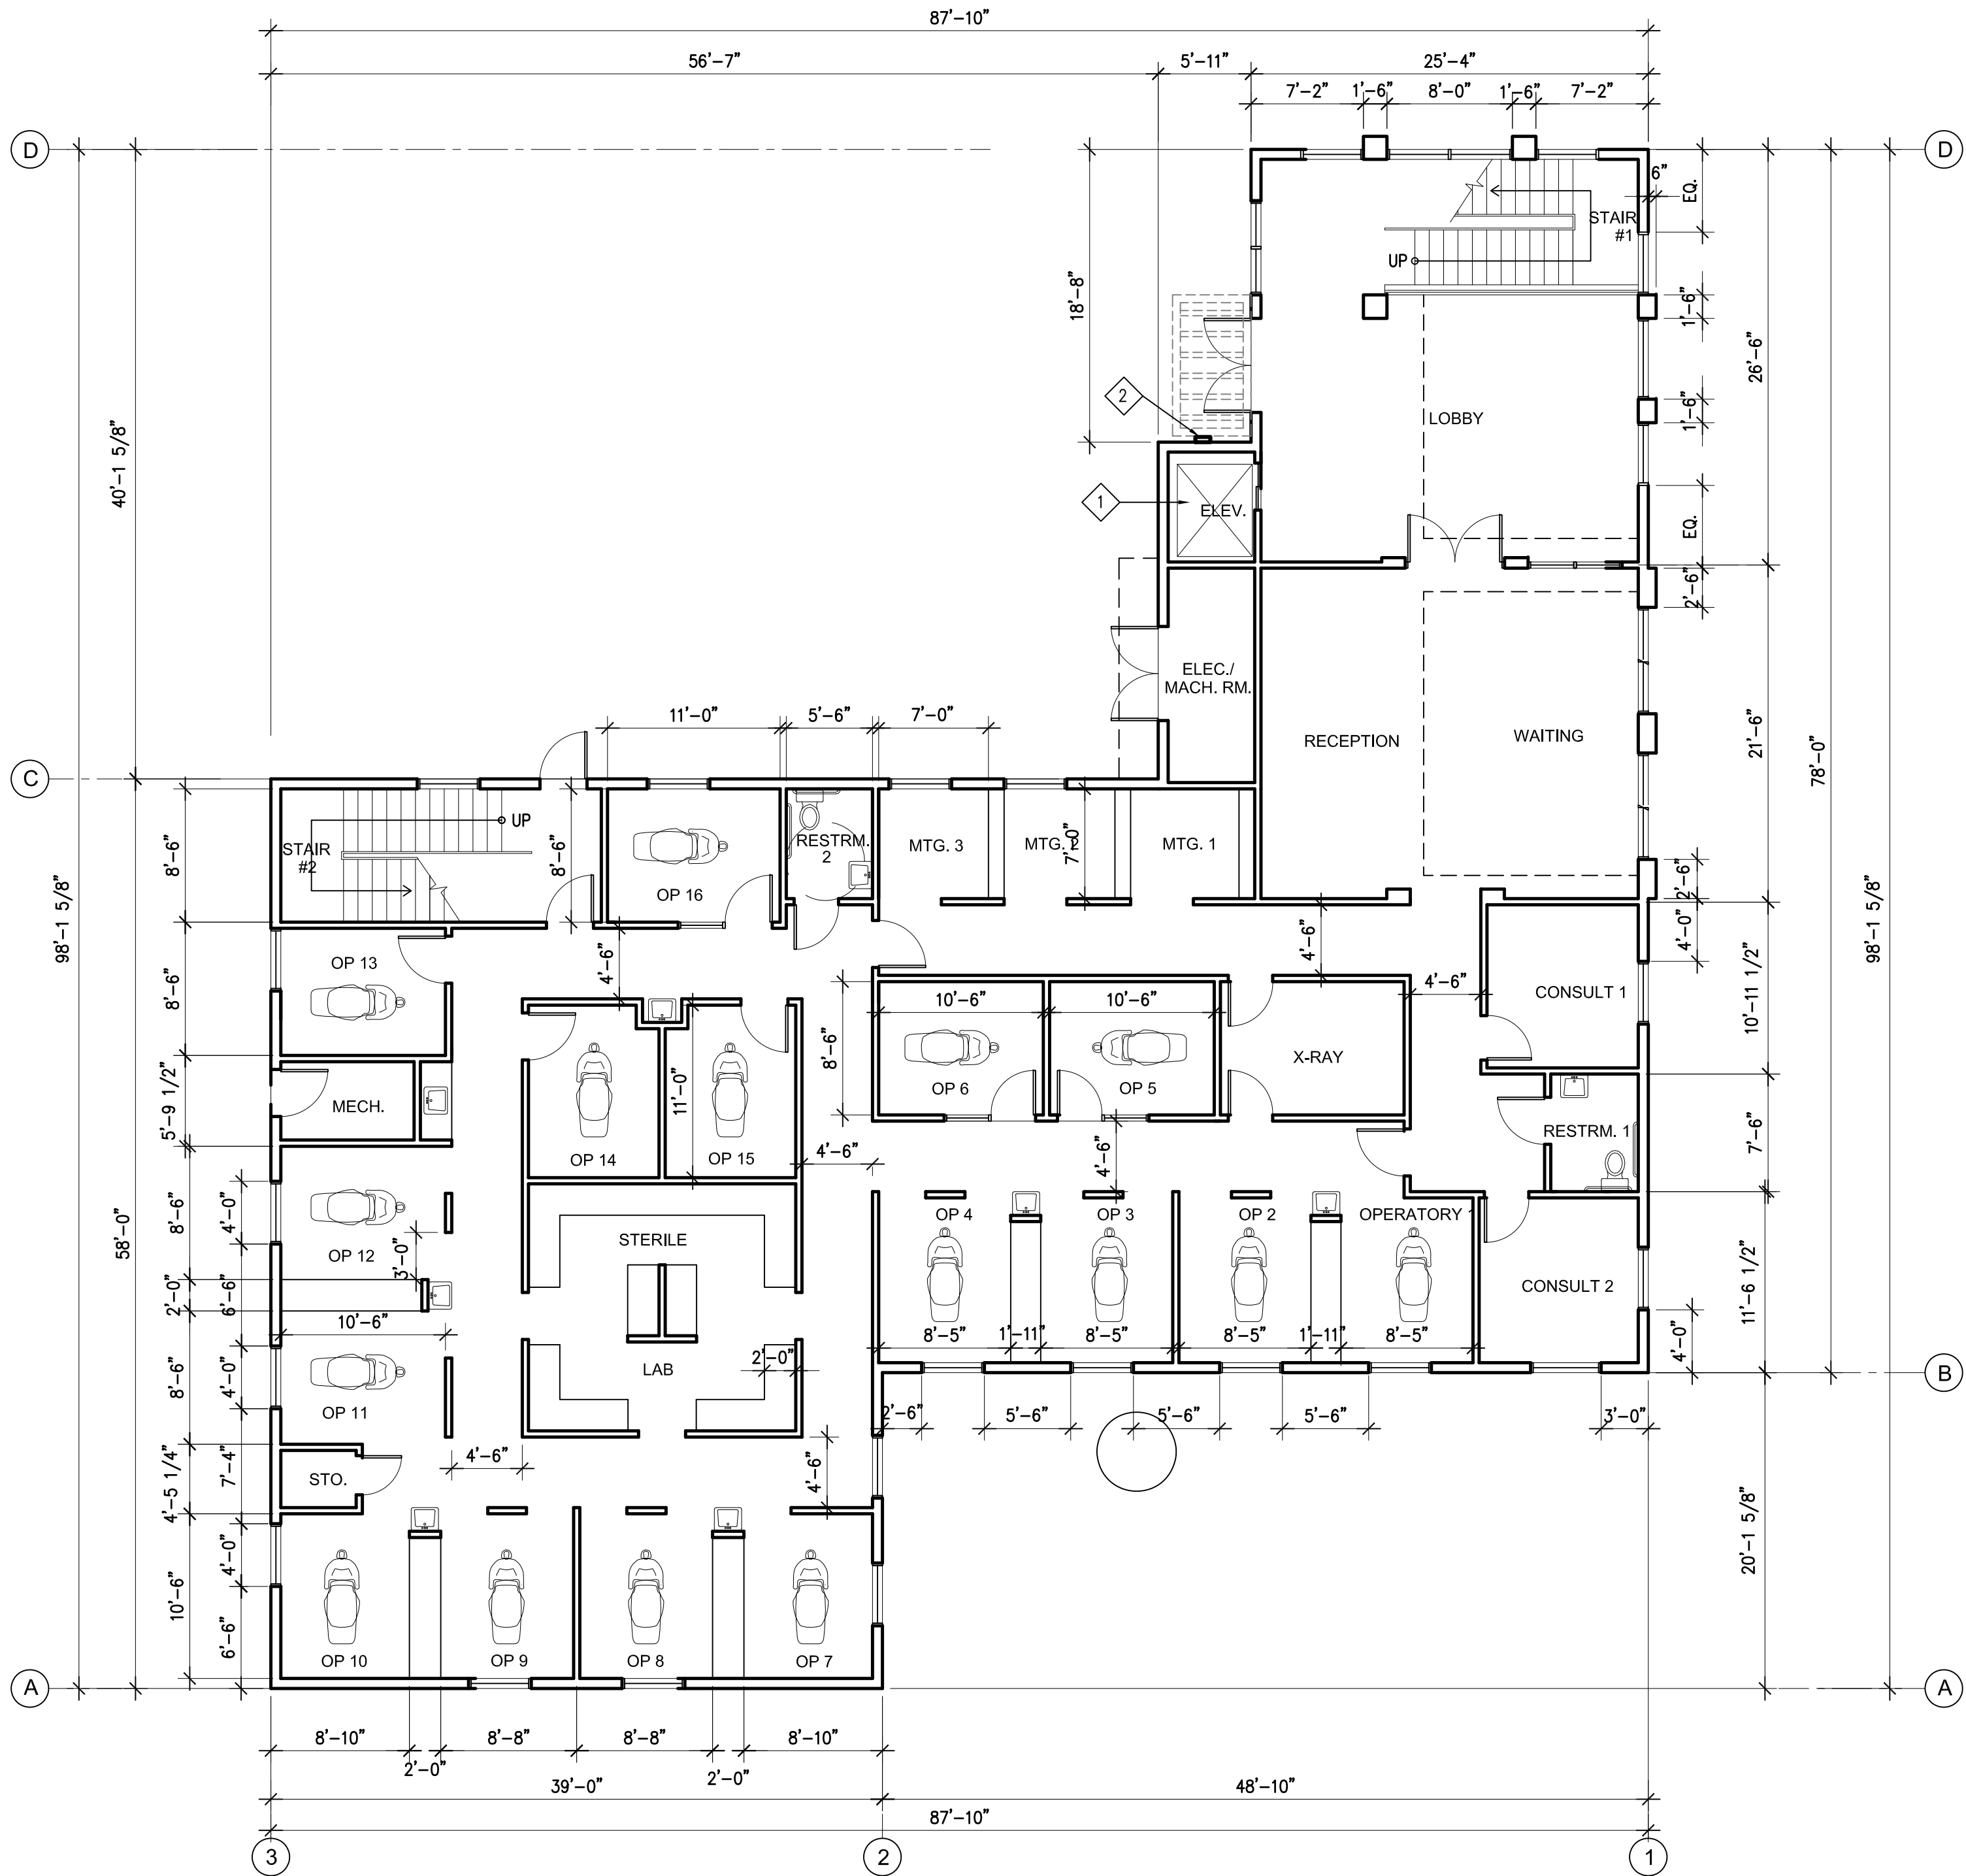 87'-10"
56'-7"
5'-11"
25'-4"
7'-2"
1'-6"
8'-0"
1'-6"
7'-2"
D
D
6"
EQ.
STAIR
#1
UP
18'-8"
1'-6"
26'-6"
2
1'-6"
LOBBY
40'-1 5/8"
1
ELEV.
EQ.
2'-6"
ELEC./
MACH. RM.
11'-0"
5'-6"
7'-0"
RECEPTION
WAITING
21'-6"
78'-0"
C
C
UP
STAIR
#2
8'-6"
8'-6"
OP 16
RESTRM.
2
MTG. 3
MTG. 2
7'-0"
MTG. 1
2'-6"
98'-1 5/8"
98'-1 5/8"
4'-0"
OP 13
8'-6"
4'-6"
4'-6"
4'-6"
10'-6"
10'-6"
CONSULT 1
10'-11 1/2"
8'-6"
X-RAY
OP 6
OP 5
5'-9 1/2"
MECH.
11'-0"
RESTRM. 1
7'-6"
OP 14
OP 15
4'-6"
4'-6"
58'-0"
8'-6"
4'-0"
OP 12
3'-0"
STERILE
OP 4
OP 3
OP 2
OPERATORY 1
CONSULT 2
11'-6 1/2"
2'-0"
6'-6"
10'-6"
8'-5"
1'-11"
8'-5"
8'-5"
1'-11"
8'-5"
4'-0"
8'-6"
4'-0"
OP 11
LAB
2'-0"
B
2'-6"
5'-6"
5'-6"
5'-6"
3'-0"
4'-5 1/4"
7'-4"
STO.
4'-6"
4'-6"
20'-1 5/8"
4'-0"
10'-6"
6'-6"
OP 10
OP 9
OP 8
OP 7
A
A
8'-10"
2'-0"
8'-8"
8'-8"
2'-0"
8'-10"
39'-0"
48'-10"
87'-10"
3
2
1